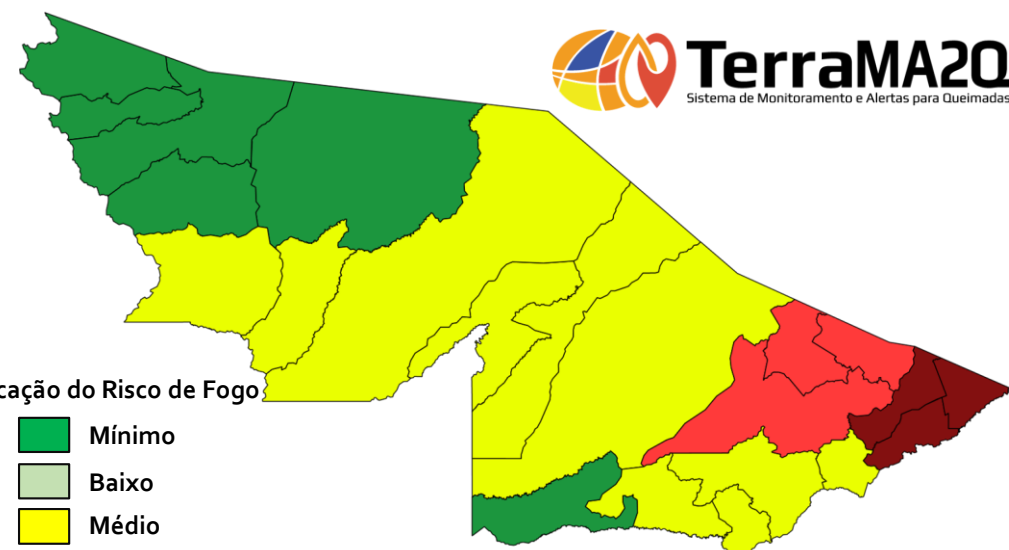 TerraMA2Q
Sistema de Monitoramento e Alertas para Queimadas
cação do Risco de Fogo
Mínimo
Baixo
Médio